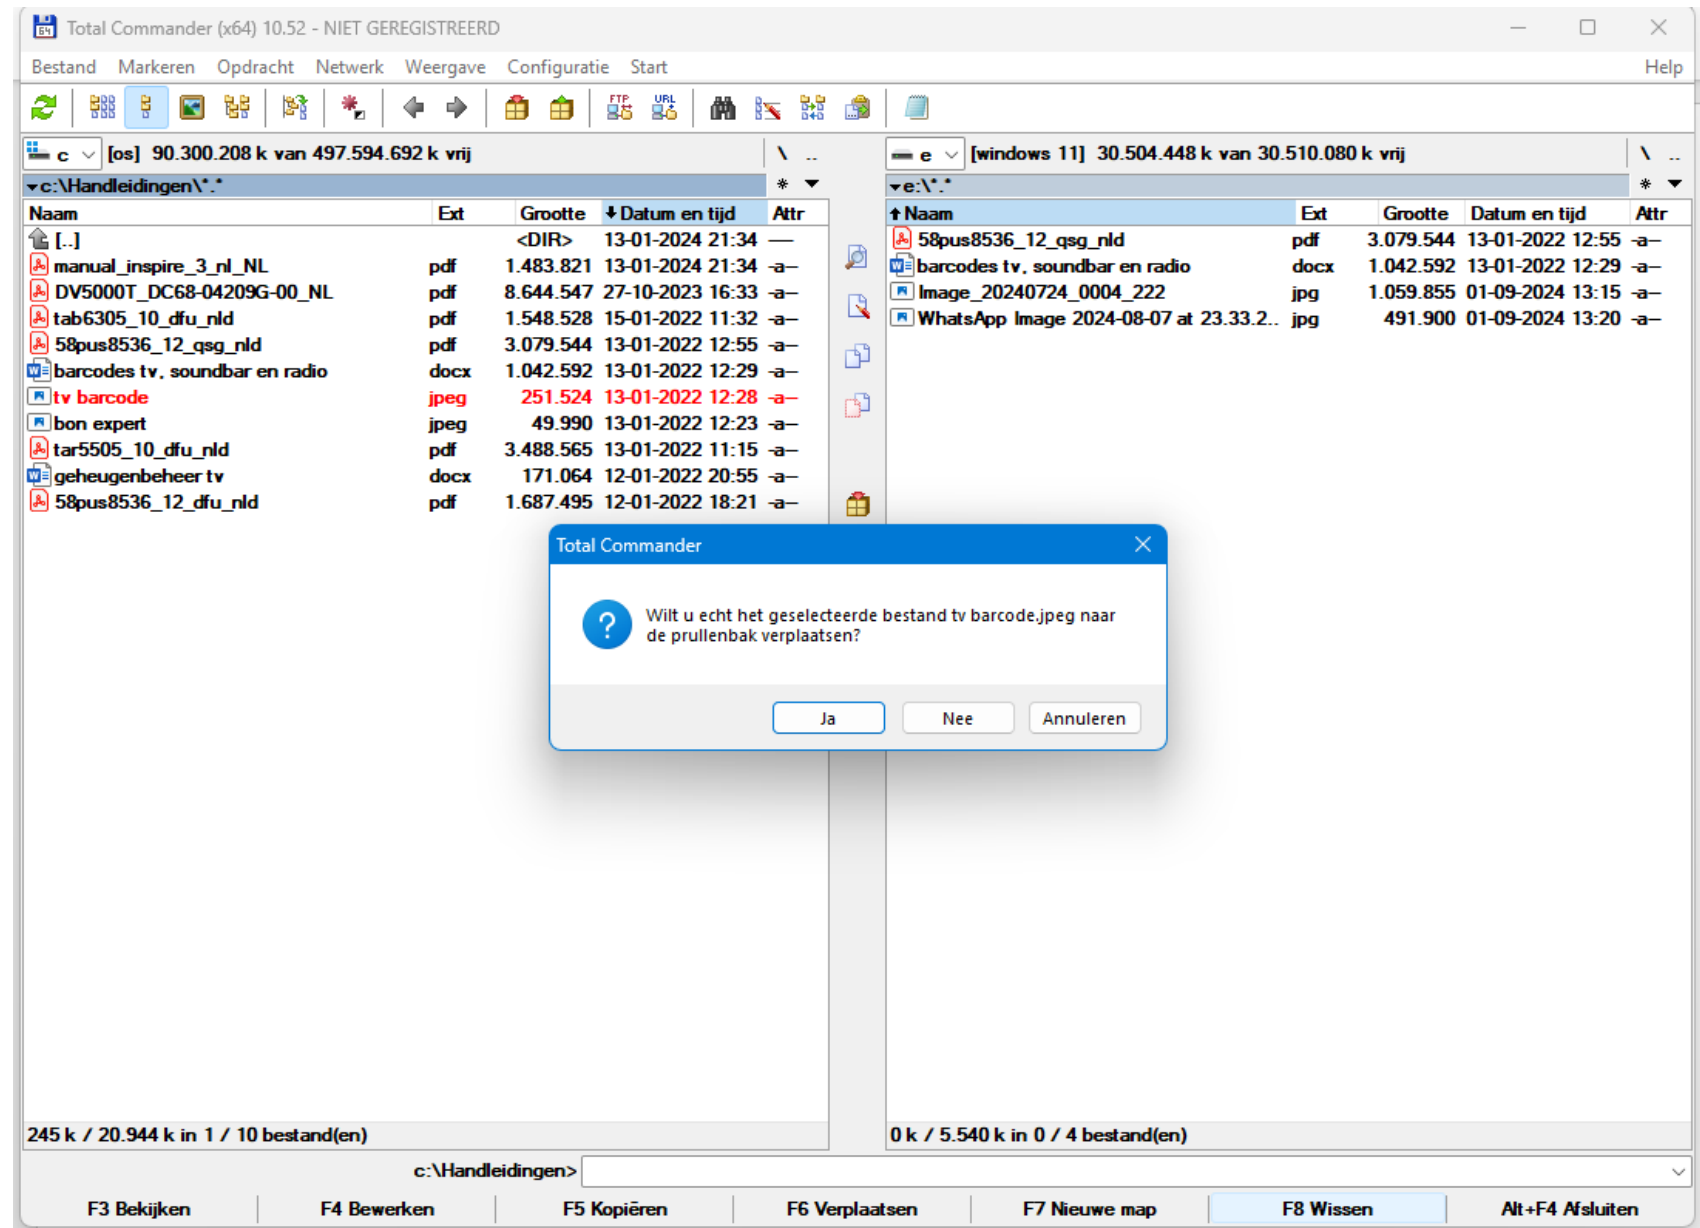 Total Commander (x64) 10.52 - NIET GEREGISTREERD
Bestand Markeren Opdracht Netwerk Weergave Configuratie Start Help
FTP URL
c [os] 90.300.208 k van 497.594.692 k vrij \ ..
c:\Handleidingen\*.* *
Naam Ext Grootte Datum en tijd Attr
[..] <DIR> 13-01-2024 21:34 ----
manual_inspire_3_nl_NL pdf 1.483.821 13-01-2024 21:34 -a--
DV5000T_DC68-04209G-00_NL pdf 8.644.547 27-10-2023 16:33 -a--
tab6305_10_dfu_nld pdf 1.548.528 15-01-2022 11:32 -a--
58pus8536_12_qsg_nld pdf 3.079.544 13-01-2022 12:55 -a--
barcodes tv, soundbar en radio docx 1.042.592 13-01-2022 12:29 -a--
tv barcode jpeg 251.524 13-01-2022 12:28 -a--
bon expert jpeg 49.990 13-01-2022 12:23 -a--
tar5505_10_dfu_nld pdf 3.488.565 13-01-2022 11:15 -a--
geheugenbeheer tv docx 171.064 12-01-2022 20:55 -a--
58pus8536_12_dfu_nld pdf 1.687.495 12-01-2022 18:21 -a--
245 k / 20.944 k in 1 / 10 bestand(en)
e [windows 11] 30.504.448 k van 30.510.080 k vrij \ ..
e:\*.* *
Naam Ext Grootte Datum en tijd Attr
58pus8536_12_qsg_nld pdf 3.079.544 13-01-2022 12:55 -a--
barcodes tv, soundbar en radio docx 1.042.592 13-01-2022 12:29 -a--
Image_20240724_0004_222 jpg 1.059.855 01-09-2024 13:15 -a--
WhatsApp Image 2024-08-07 at 23.33.2.. jpg 491.900 01-09-2024 13:20 -a--
0 k / 5.540 k in 0 / 4 bestand(en)
Total Commander
Wilt u echt het geselecteerde bestand tv barcode.jpeg naar
de prullenbak verplaatsen?
Ja Nee Annuleren
c:\Handleidingen>
F3 Bekijken F4 Bewerken F5 Kopiëren F6 Verplaatsen F7 Nieuwe map F8 Wissen Alt+F4 Afsluiten